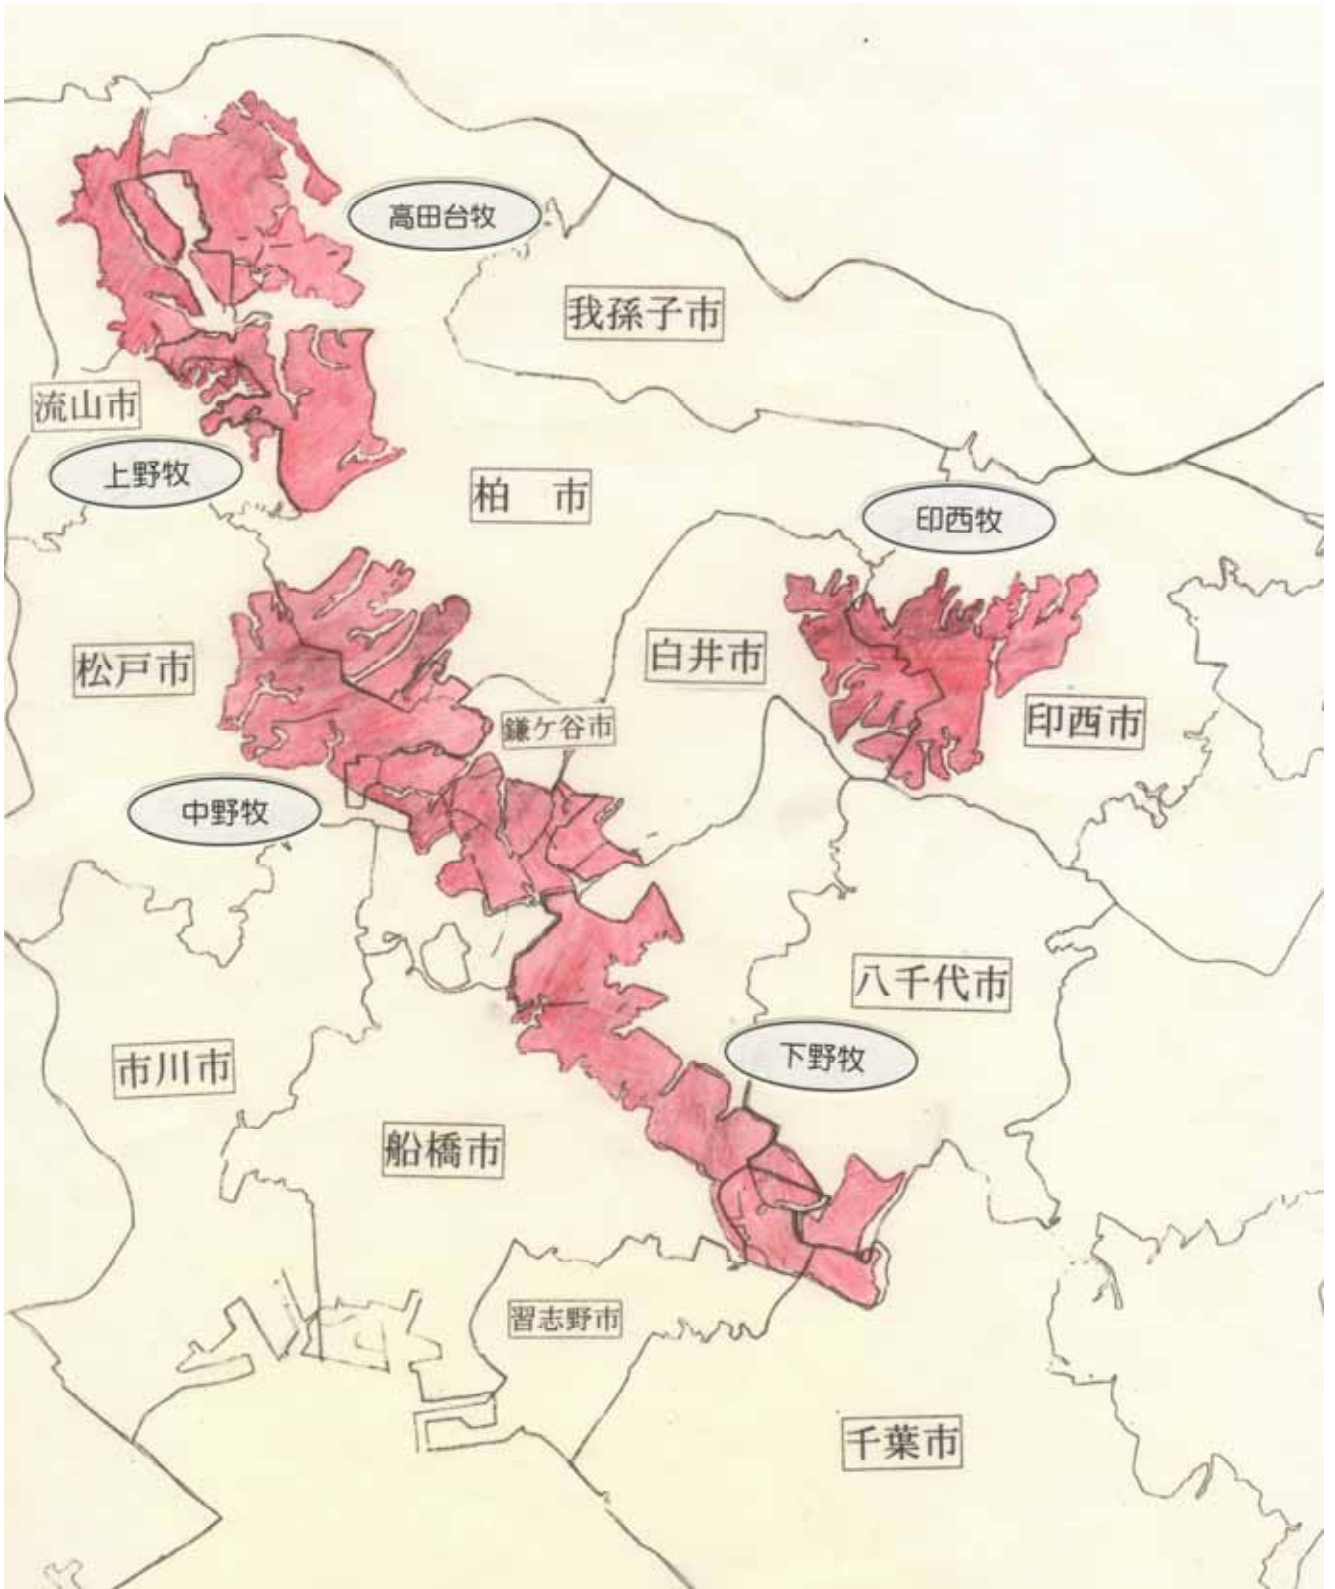 高田台牧
我孫子市
流山市
上野牧
柏 市
印西牧
松戸市
白井市
印西市
鎌ケ谷市
中野牧
八千代市
下野牧
市川市
船橋市
習志野市
千葉市